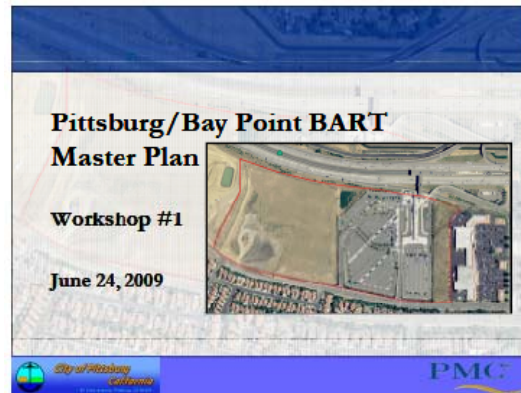 Pittsburg/Bay Point BART
Master Plan
Workshop #1
June 24, 2009
City of Pittsburg
California
PMC